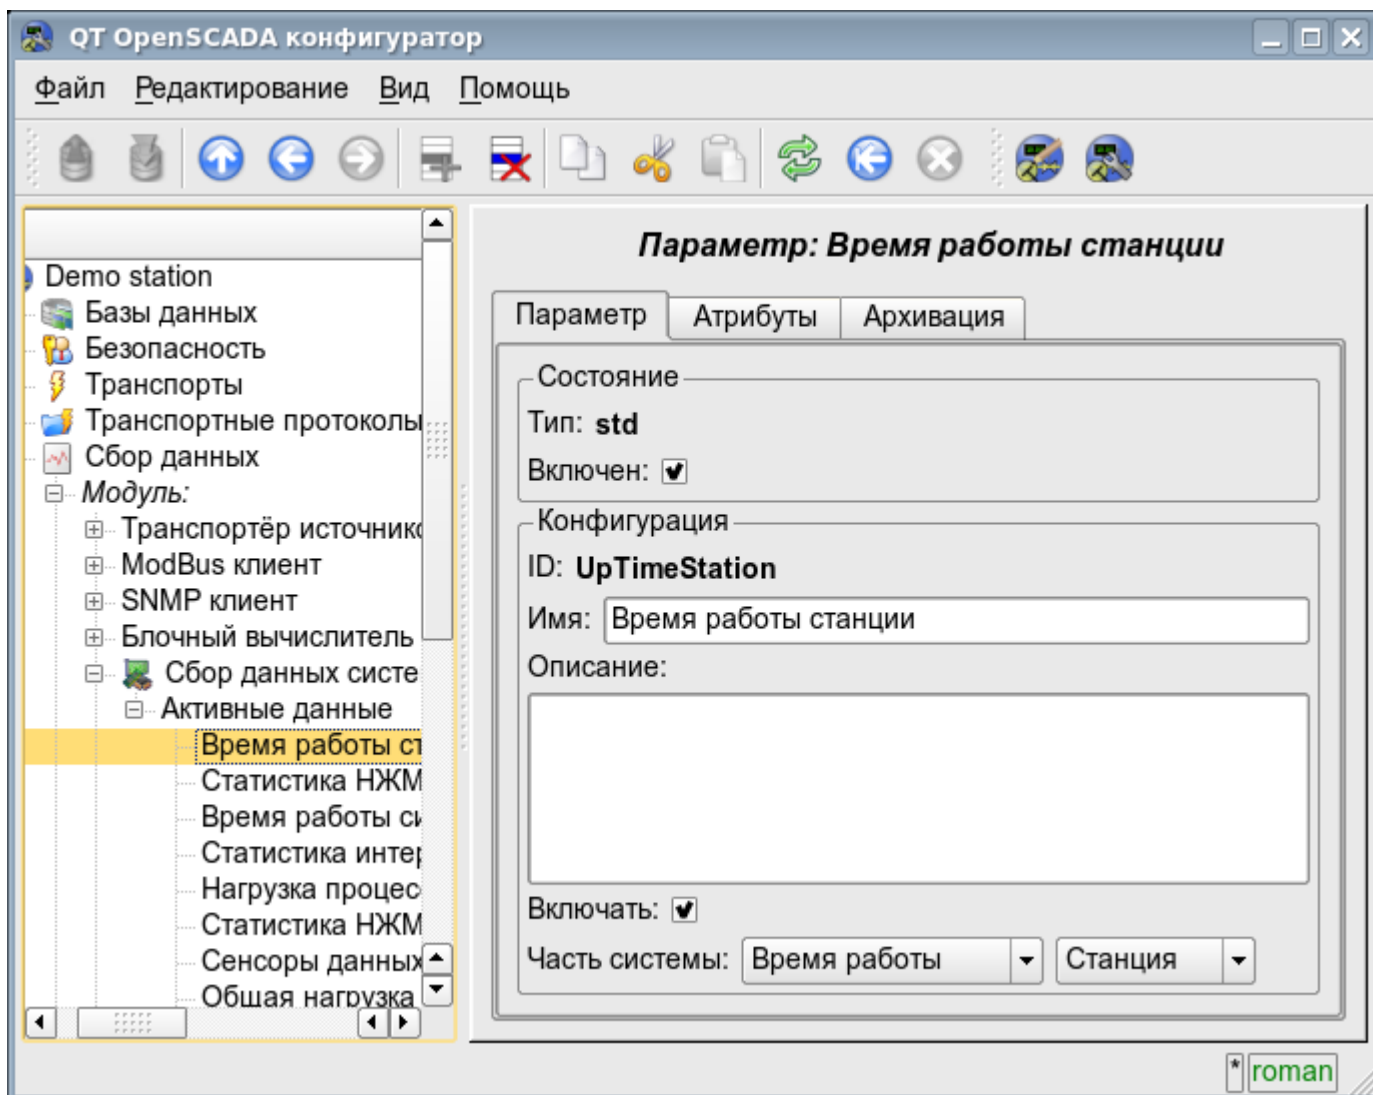 QT OpenSCADA конфигуратор
Файл Редактирование Вид Помощь
Demo station
Базы данных
Безопасность
Транспорты
Транспортные протоколы
Сбор данных
Модуль:
Транспортёр источнико
ModBus клиент
SNMP клиент
Блочный вычислитель
Сбор данных систе
Активные данные
Время работы ст
Статистика НЖМ
Время работы си
Статистика интер
Нагрузка процес
Статистика НЖМ
Сенсоры данных
Общая нагрузка
Параметр: Время работы станции
Параметр Атрибуты Архивация
Состояние
Тип: std
Включен:
Конфигурация
ID: UpTimeStation
Имя: Время работы станции
Описание:
Включать:
Часть системы: Время работы Станция
* roman